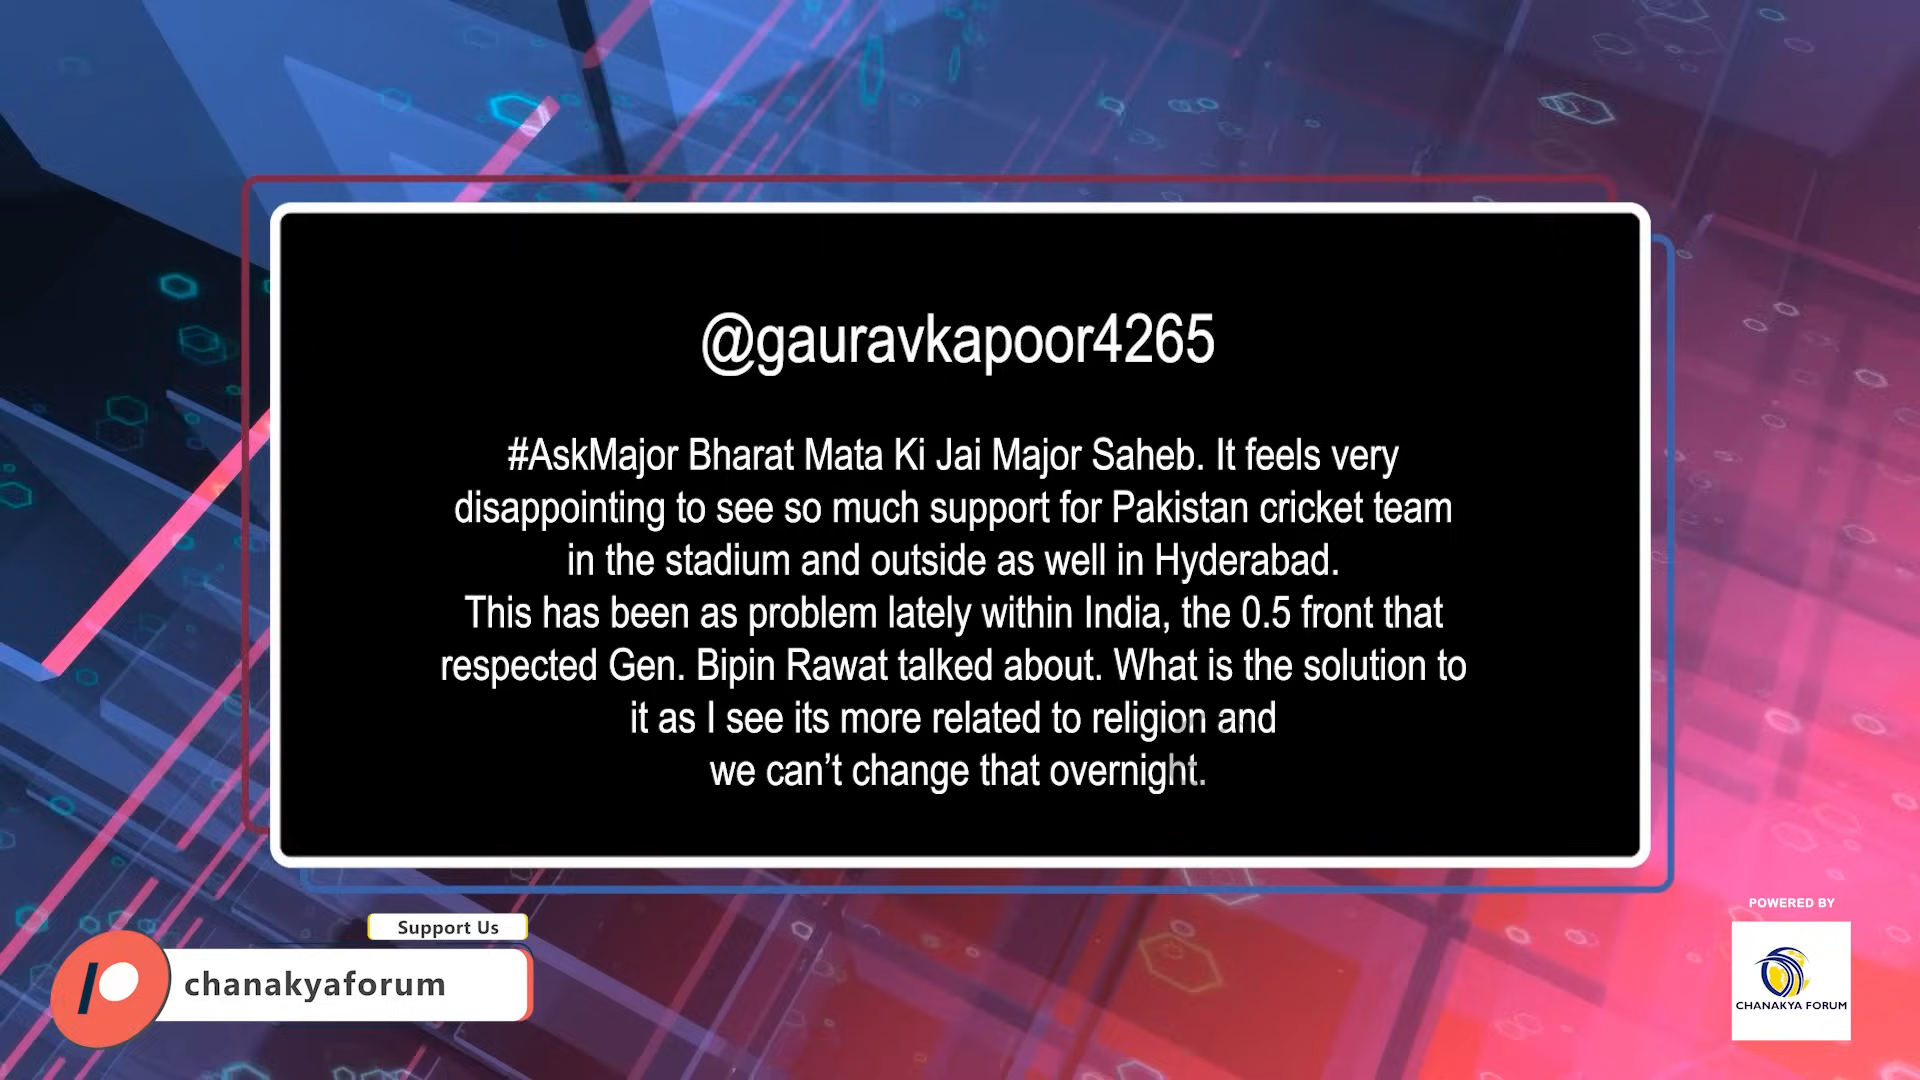 @gauravkapoor4265
#AskMajor Bharat Mata Ki Jai Major Saheb. It feels very
disappointing to see so much support for Pakistan cricket team
in the stadium and outside as well in Hyderabad.
This has been as problem lately within India, the 0.5 front that
respected Gen. Bipin Rawat talked about. What is the solution to
it as I see its more related to religion and
we can’t change that overnight.
Support Us
chanakyaforum
POWERED BY
CHANAKYA FORUM